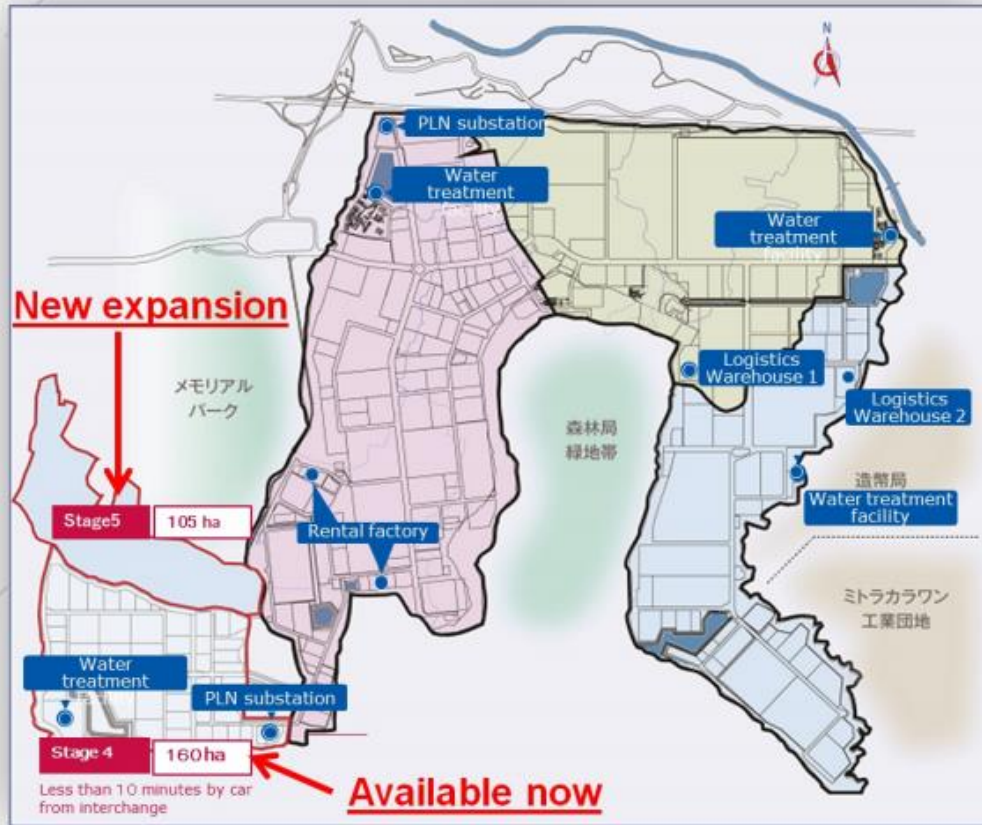 N
PLN substation
Water
treatment
Water
treatment
facility
New expansion
メモリアル
パーク
森林局
緑地帯
Logistics
Warehouse 1
Logistics
Warehouse 2
造幣局
Water treatment
facility
Stage5
105 ha
Rental factory
ミトラカラワン
工業団地
Water
treatment
PLN substation
Stage 4
160ha
Less than 10 minutes by car
from interchange
Available now